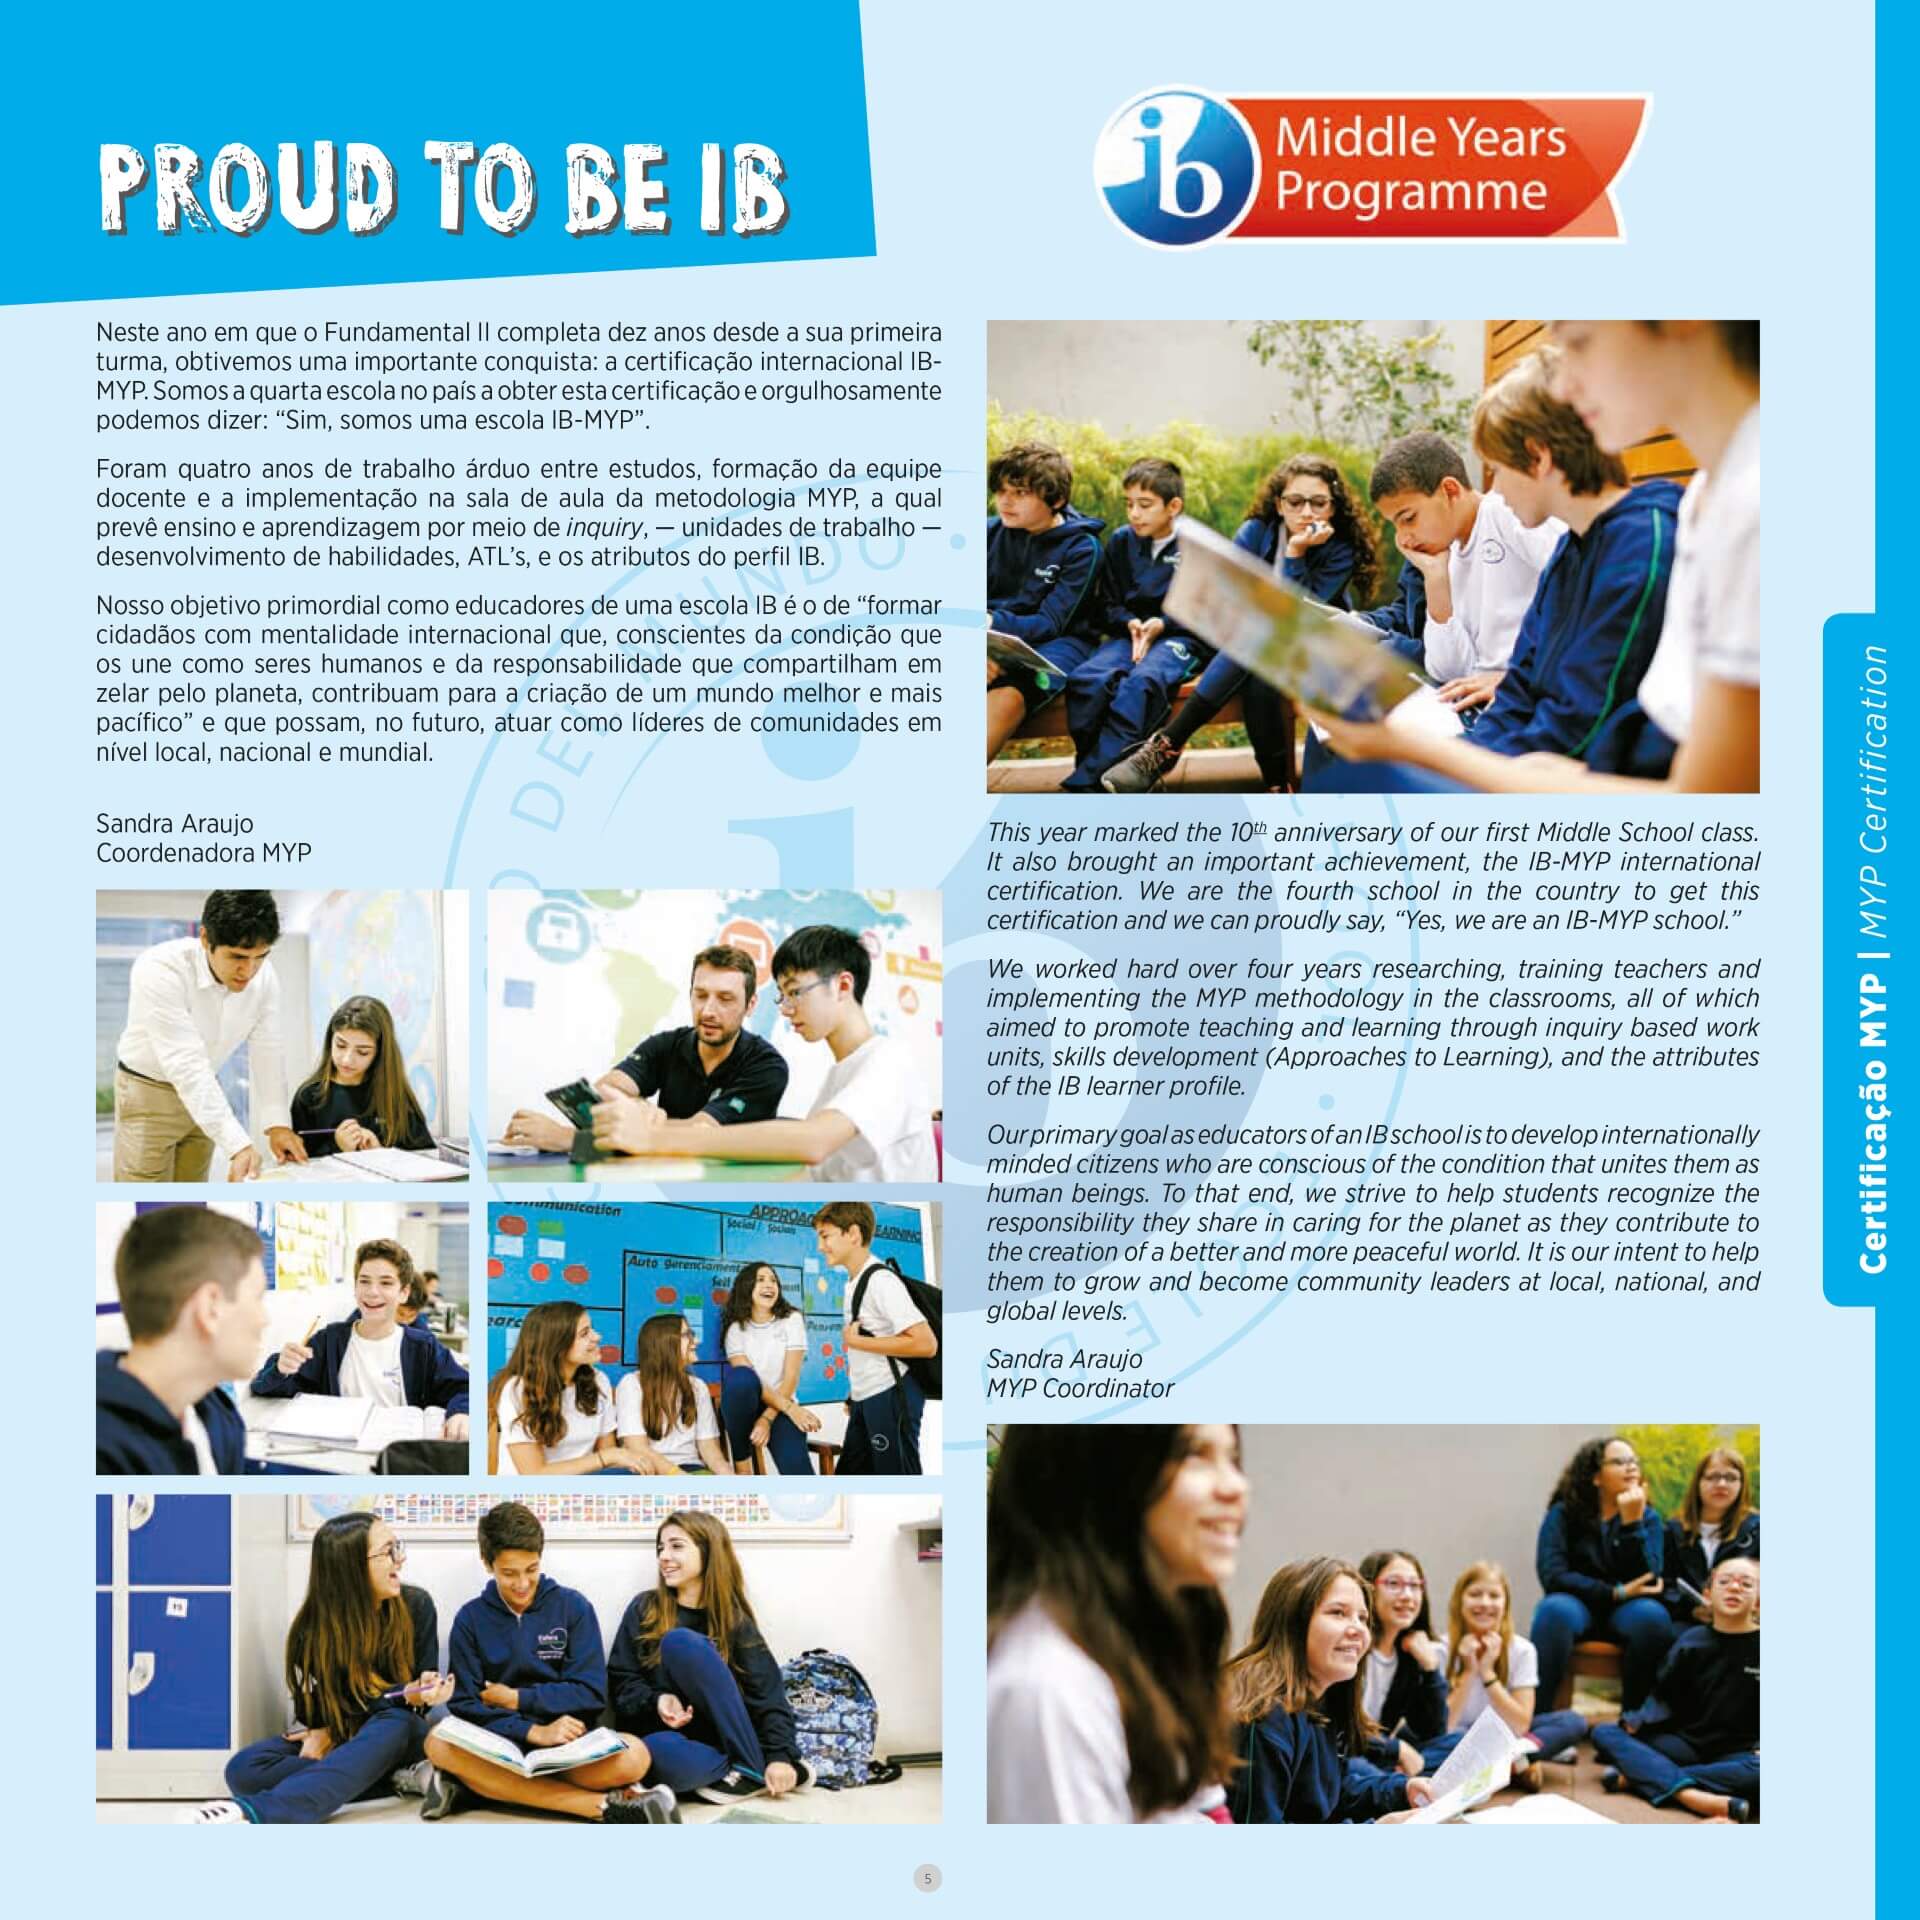 PROUD TO BE IB
ib Middle Years
Programme
Neste ano em que o Fundamental II completa dez anos desde a sua primeira
turma, obtivemos uma importante conquista: a certificação internacional IB-
MYP. Somos a quarta escola no país a obter esta certificação e orgulhosamente
podemos dizer: “Sim, somos uma escola IB-MYP”.
Foram quatro anos de trabalho árduo entre estudos, formação da equipe
docente e a implementação na sala de aula da metodologia MYP, a qual
prevê ensino e aprendizagem por meio de inquiry, — unidades de trabalho —
desenvolvimento de habilidades, ATL’s, e os atributos do perfil IB.
Nosso objetivo primordial como educadores de uma escola IB é o de “formar
cidadãos com mentalidade internacional que, conscientes da condição que
os une como seres humanos e da responsabilidade que compartilham em
zelar pelo planeta, contribuam para a criação de um mundo melhor e mais
pacífico” e que possam, no futuro, atuar como líderes de comunidades em
nível local, nacional e mundial.
Sandra Araujo
Coordenadora MYP
This year marked the 10th anniversary of our first Middle School class.
It also brought an important achievement, the IB-MYP international
certification. We are the fourth school in the country to get this
certification and we can proudly say, “Yes, we are an IB-MYP school.”
We worked hard over four years researching, training teachers and
implementing the MYP methodology in the classrooms, all of which
aimed to promote teaching and learning through inquiry based work
units, skills development (Approaches to Learning), and the attributes
of the IB learner profile.
Our primary goal as educators of an IB school is to develop internationally
minded citizens who are conscious of the condition that unites them as
human beings. To that end, we strive to help students recognize the
responsibility they share in caring for the planet as they contribute to
the creation of a better and more peaceful world. It is our intent to help
them to grow and become community leaders at local, national, and
global levels.
Sandra Araujo
MYP Coordinator
Certificação MYP | MYP Certification
5